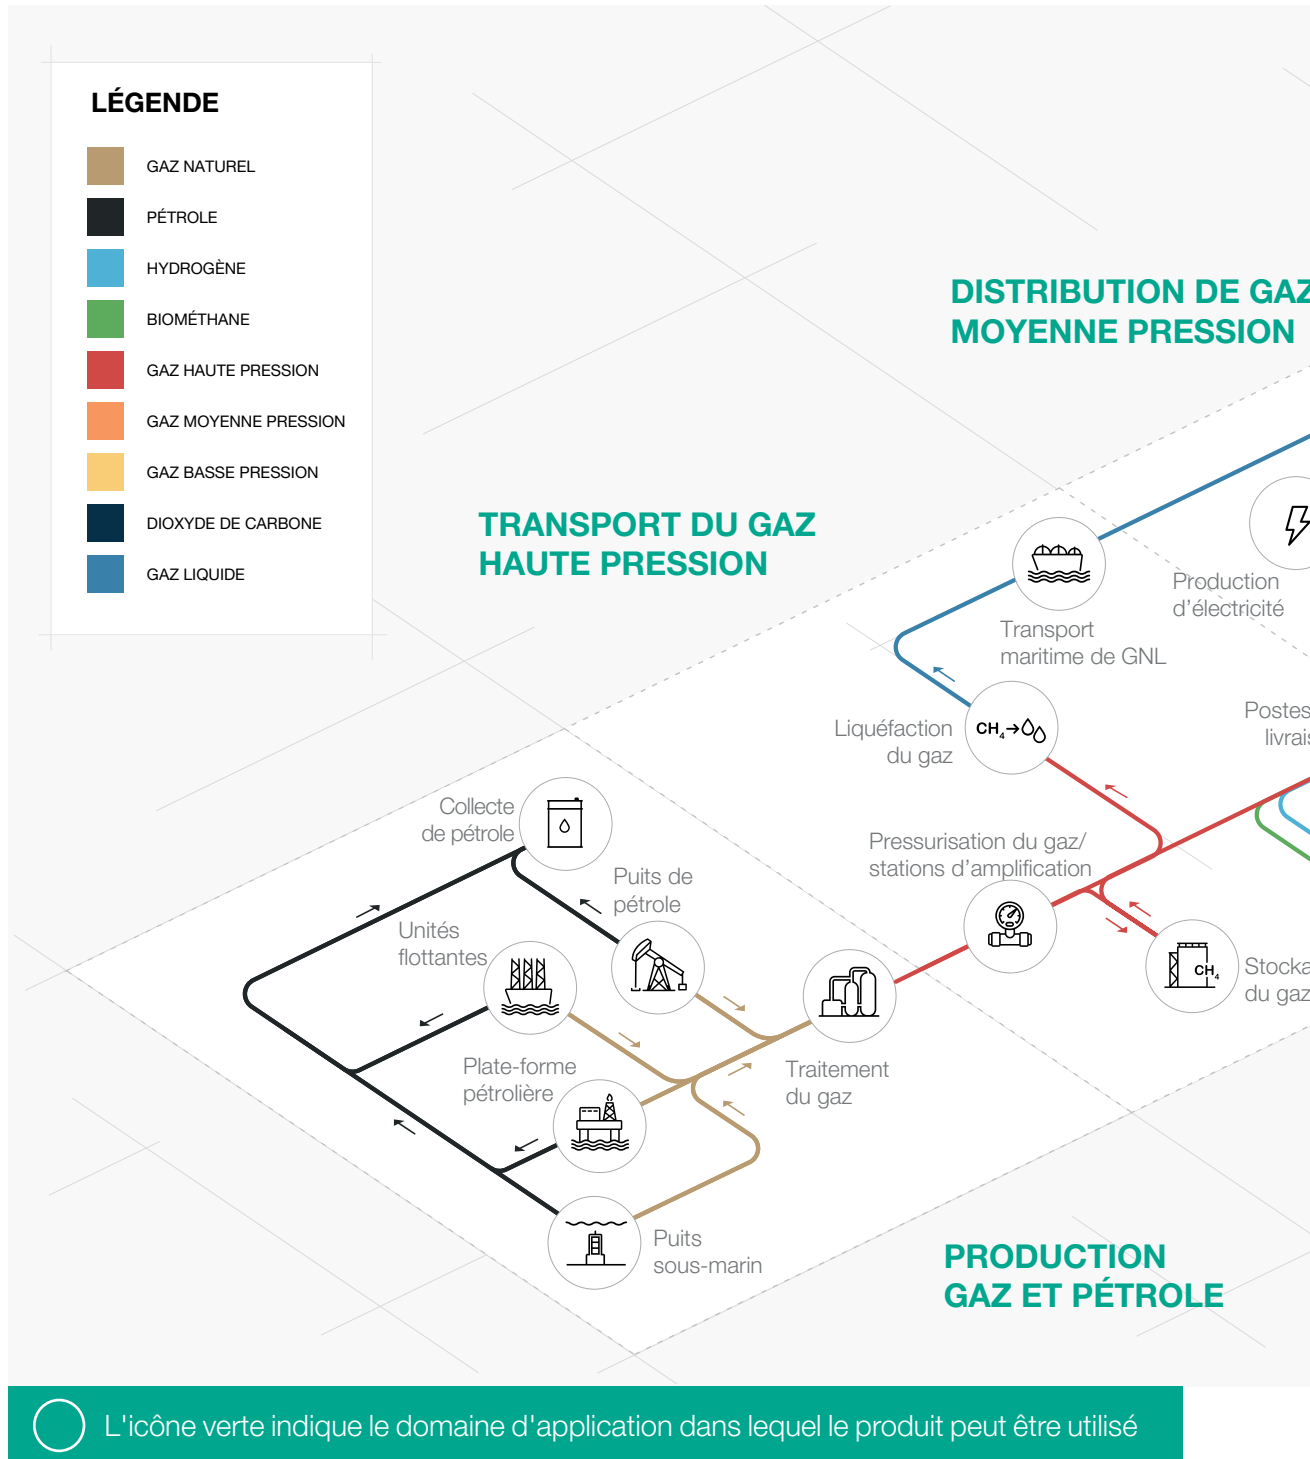 LÉGENDE
GAZ NATUREL
PÉTROLE
HYDROGÈNE
BIOMÉTHANE
GAZ HAUTE PRESSION
GAZ MOYENNE PRESSION
GAZ BASSE PRESSION
DIOXYDE DE CARBONE
GAZ LIQUIDE
DISTRIBUTION DE GAZ
MOYENNE PRESSION
TRANSPORT DU GAZ
HAUTE PRESSION
Production
d'électricité
Transport
maritime de GNL
Postes
livrais
Liquéfaction
du gaz
CH₄→
Collecte
de pétrole
Pressurisation du gaz/
stations d'amplification
Puits de
pétrole
Unités
flottantes
CH₄
Stocka
du gaz
Plate-forme
pétrolière
Traitement
du gaz
Puits
sous-marin
PRODUCTION
GAZ ET PÉTROLE
L'icône verte indique le domaine d'application dans lequel le produit peut être utilisé